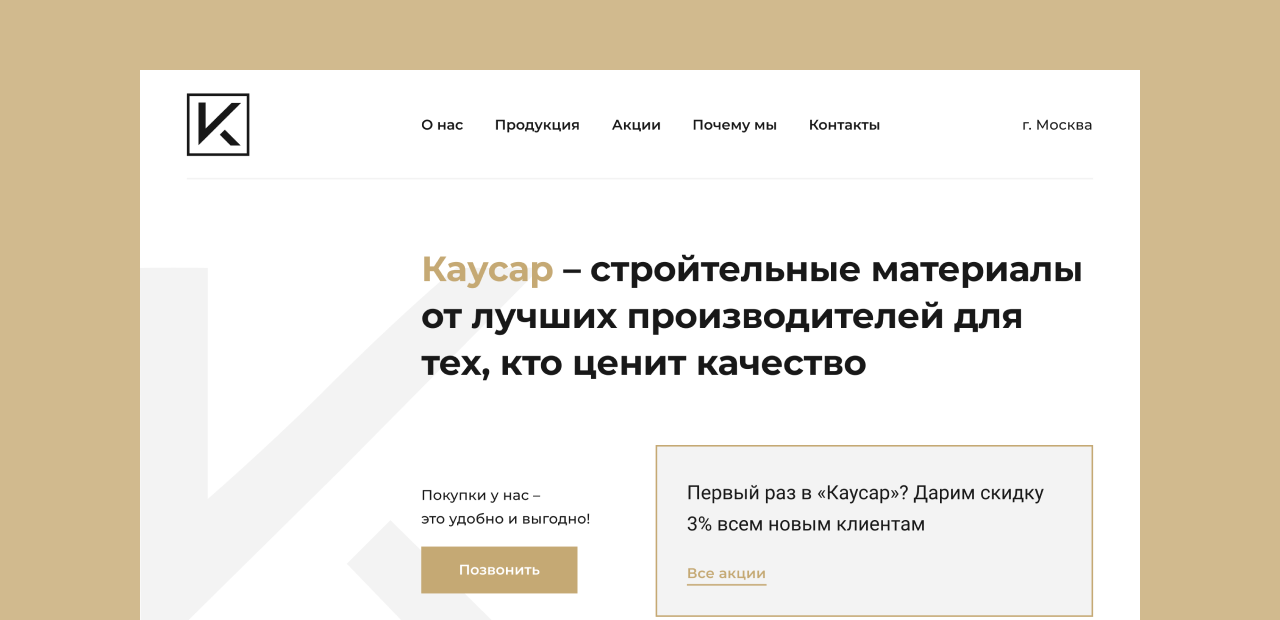 K
О нас Продукция Акции Почему мы Контакты г. Москва
Каусар – стройтельные материалы
от лучших производителей для
тех, кто ценит качество
Покупки у нас –
это удобно и выгодно!
Позвонить
Первый раз в «Каусар»? Дарим скидку
3% всем новым клиентам
Все акции